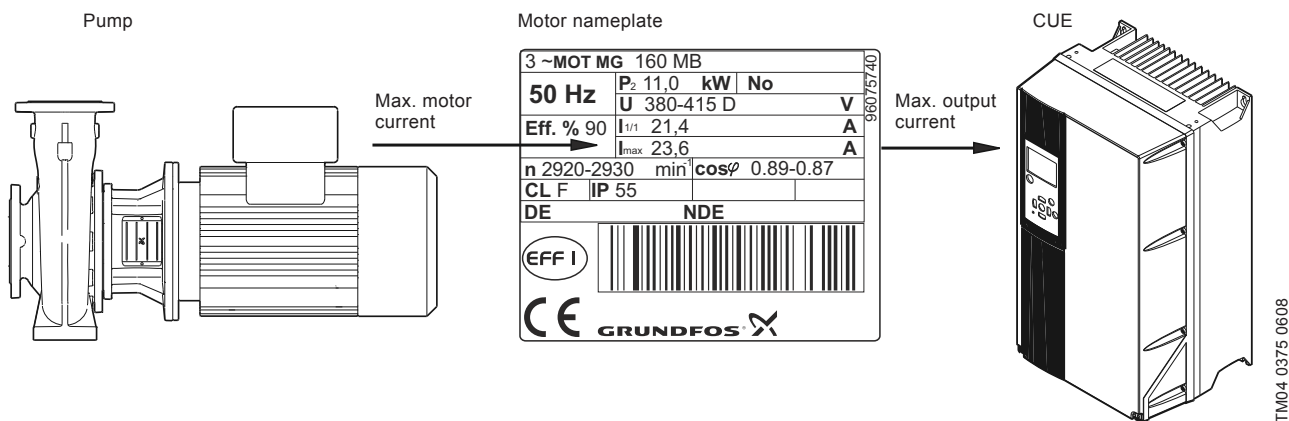 Pump
Motor nameplate
CUE
Max. motor
current
3 ~MOT MG 160 MB
50 Hz
P2 11,0 kW No
U 380-415 D V
Eff. % 90
I1/1 21,4 A
Imax 23,6 A
n 2920-2930 min-1 cosφ 0.89-0.87
CL F IP 55
DE NDE
96075740
EFF 1
CE GRUNDFOS
Max. output
current
TM04 0375 0608